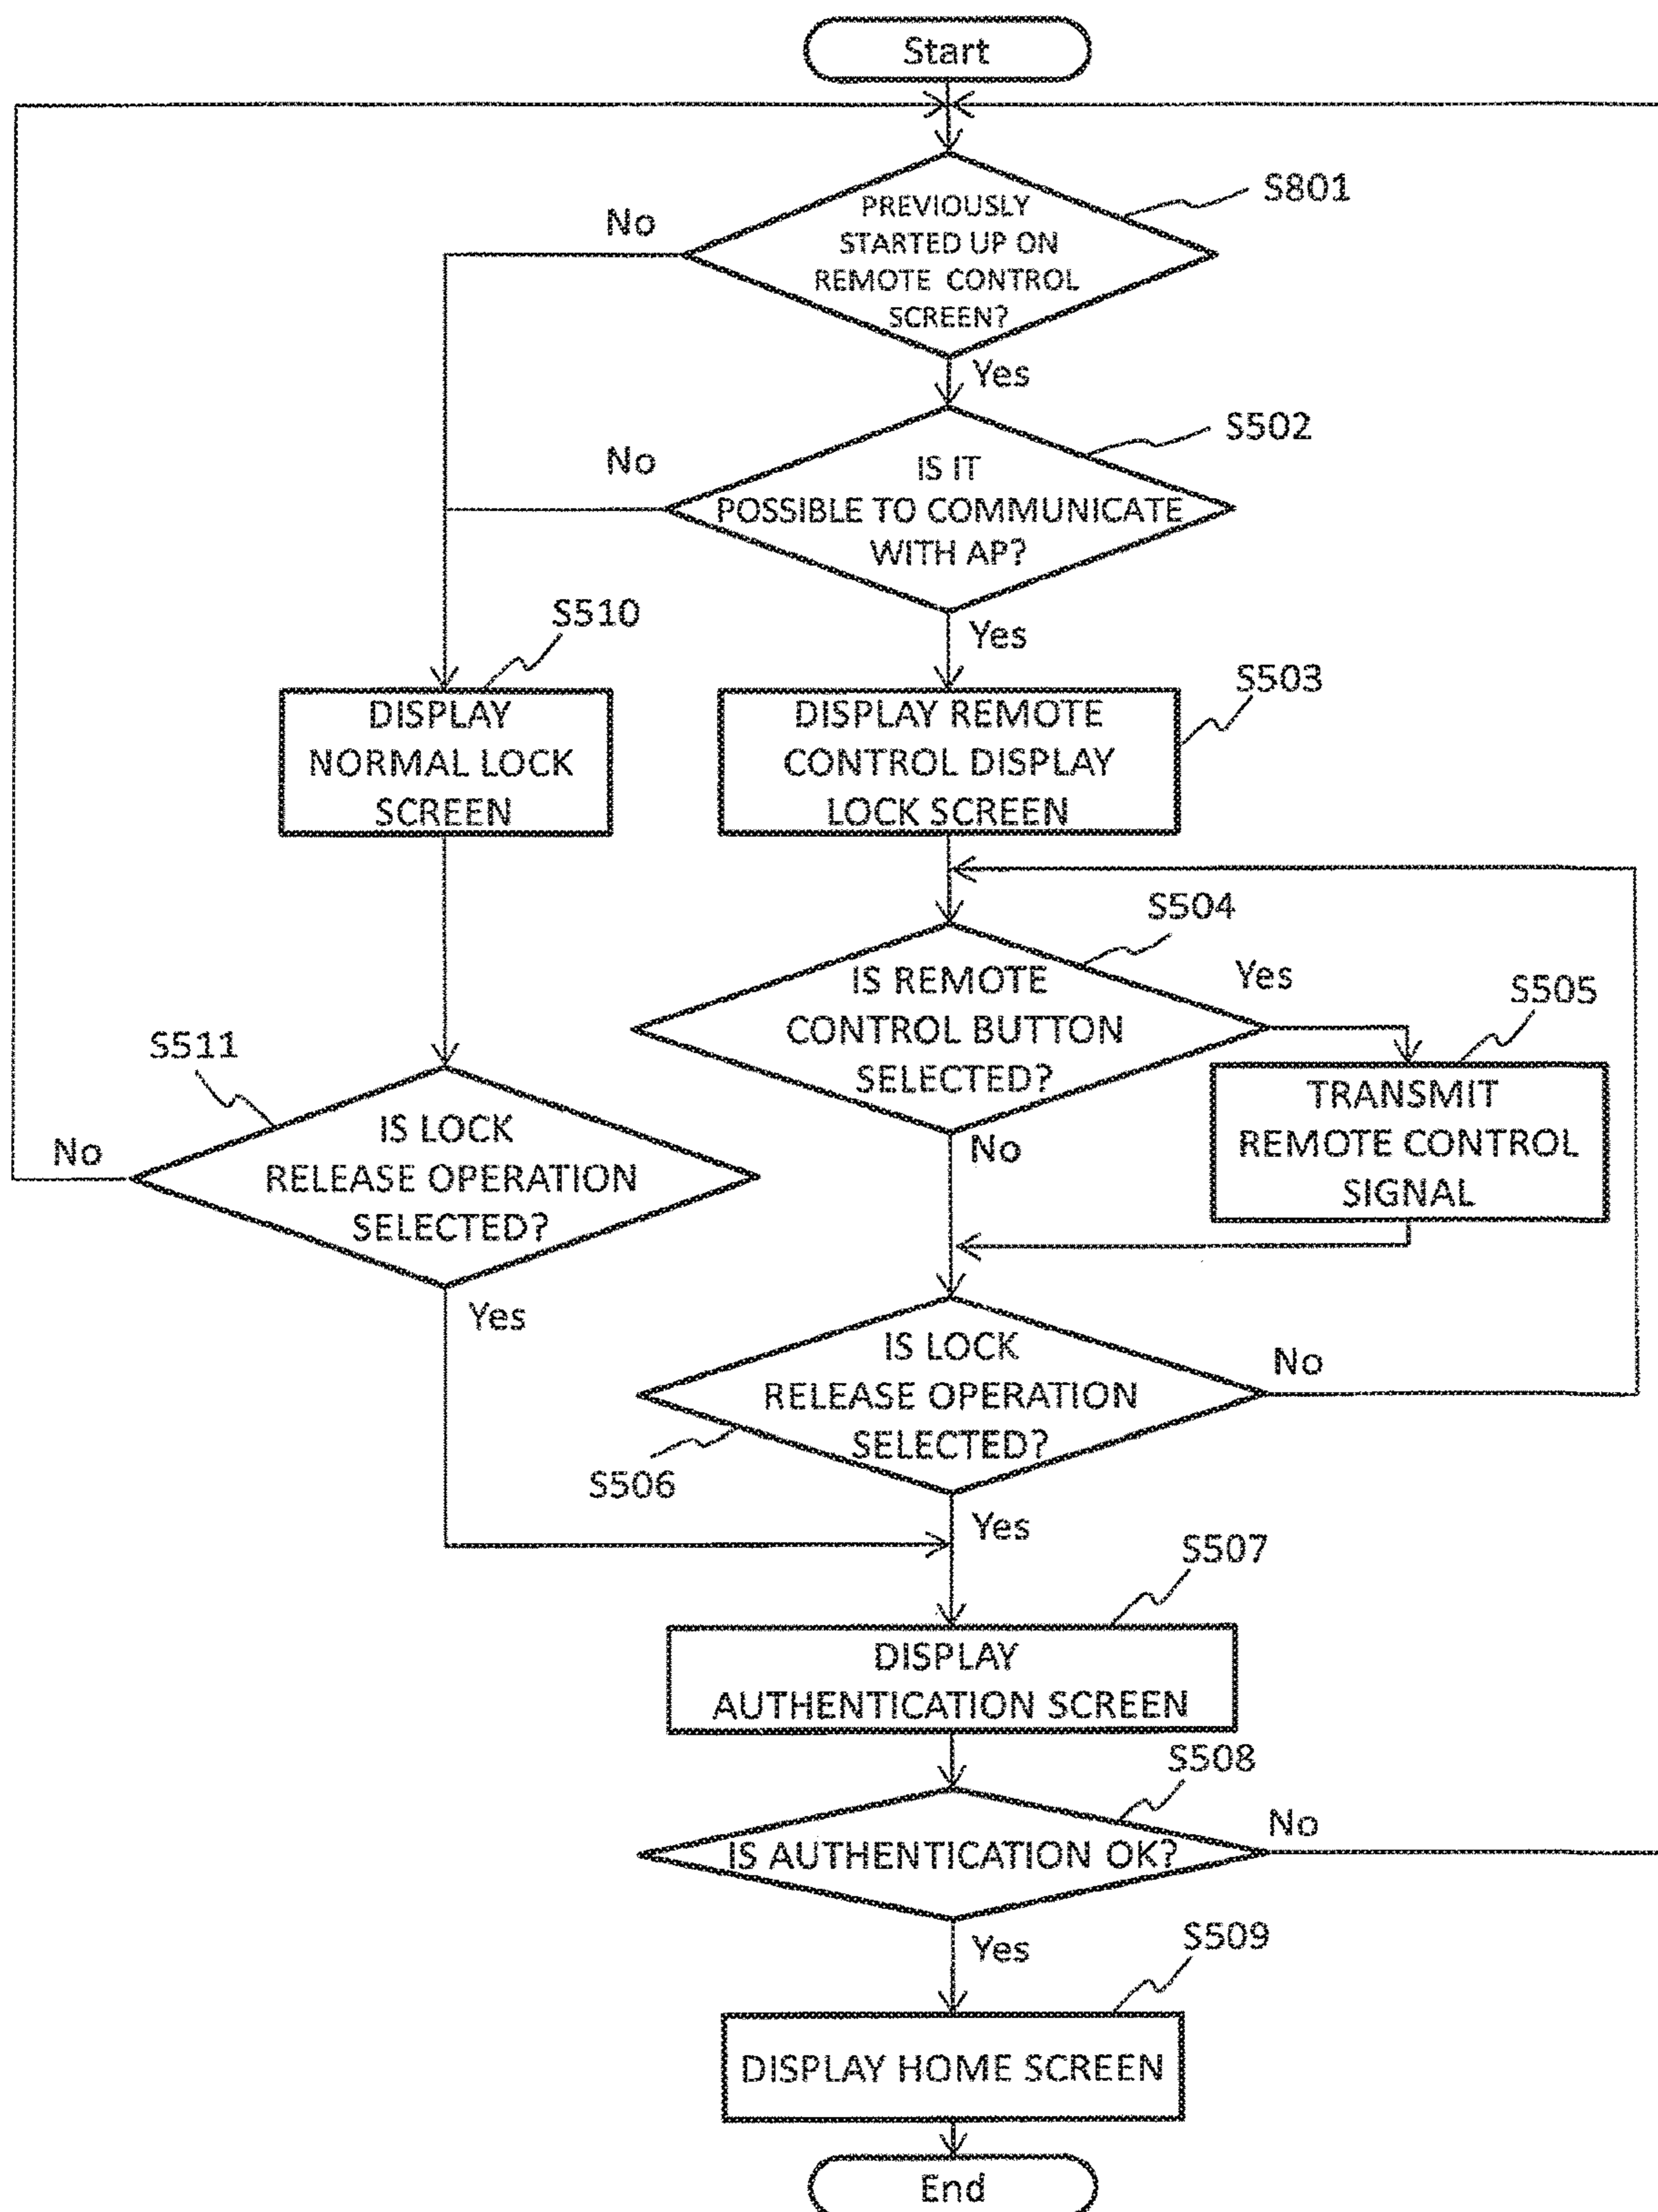 Start
S801
No
PREVIOUSLY
STARTED UP ON
REMOTE CONTROL
SCREEN?
Yes
S502
No
IS IT
POSSIBLE TO COMMUNICATE
WITH AP?
Yes
S510
DISPLAY
NORMAL LOCK
SCREEN
S503
DISPLAY REMOTE
CONTROL DISPLAY
LOCK SCREEN
S504
IS REMOTE
CONTROL BUTTON
SELECTED?
Yes
No
S505
TRANSMIT
REMOTE CONTROL
SIGNAL
S511
No
IS LOCK
RELEASE OPERATION
SELECTED?
Yes
IS LOCK
RELEASE OPERATION
SELECTED?
No
S506
Yes
S507
DISPLAY
AUTHENTICATION SCREEN
S508
IS AUTHENTICATION OK?
No
Yes
S509
DISPLAY HOME SCREEN
End